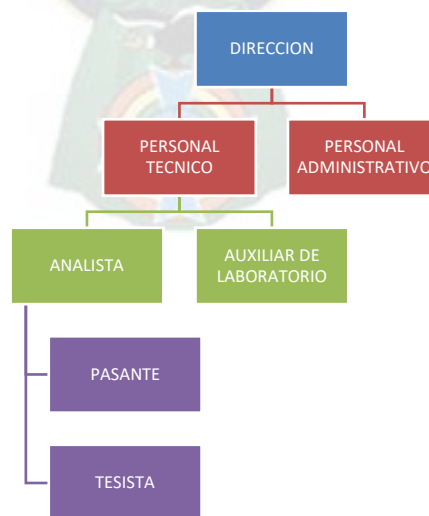 DIRECCION
PERSONAL
TECNICO
PERSONAL
ADMINISTRATIVO
ANALISTA
AUXILIAR DE
LABORATORIO
PASANTE
TESISTA